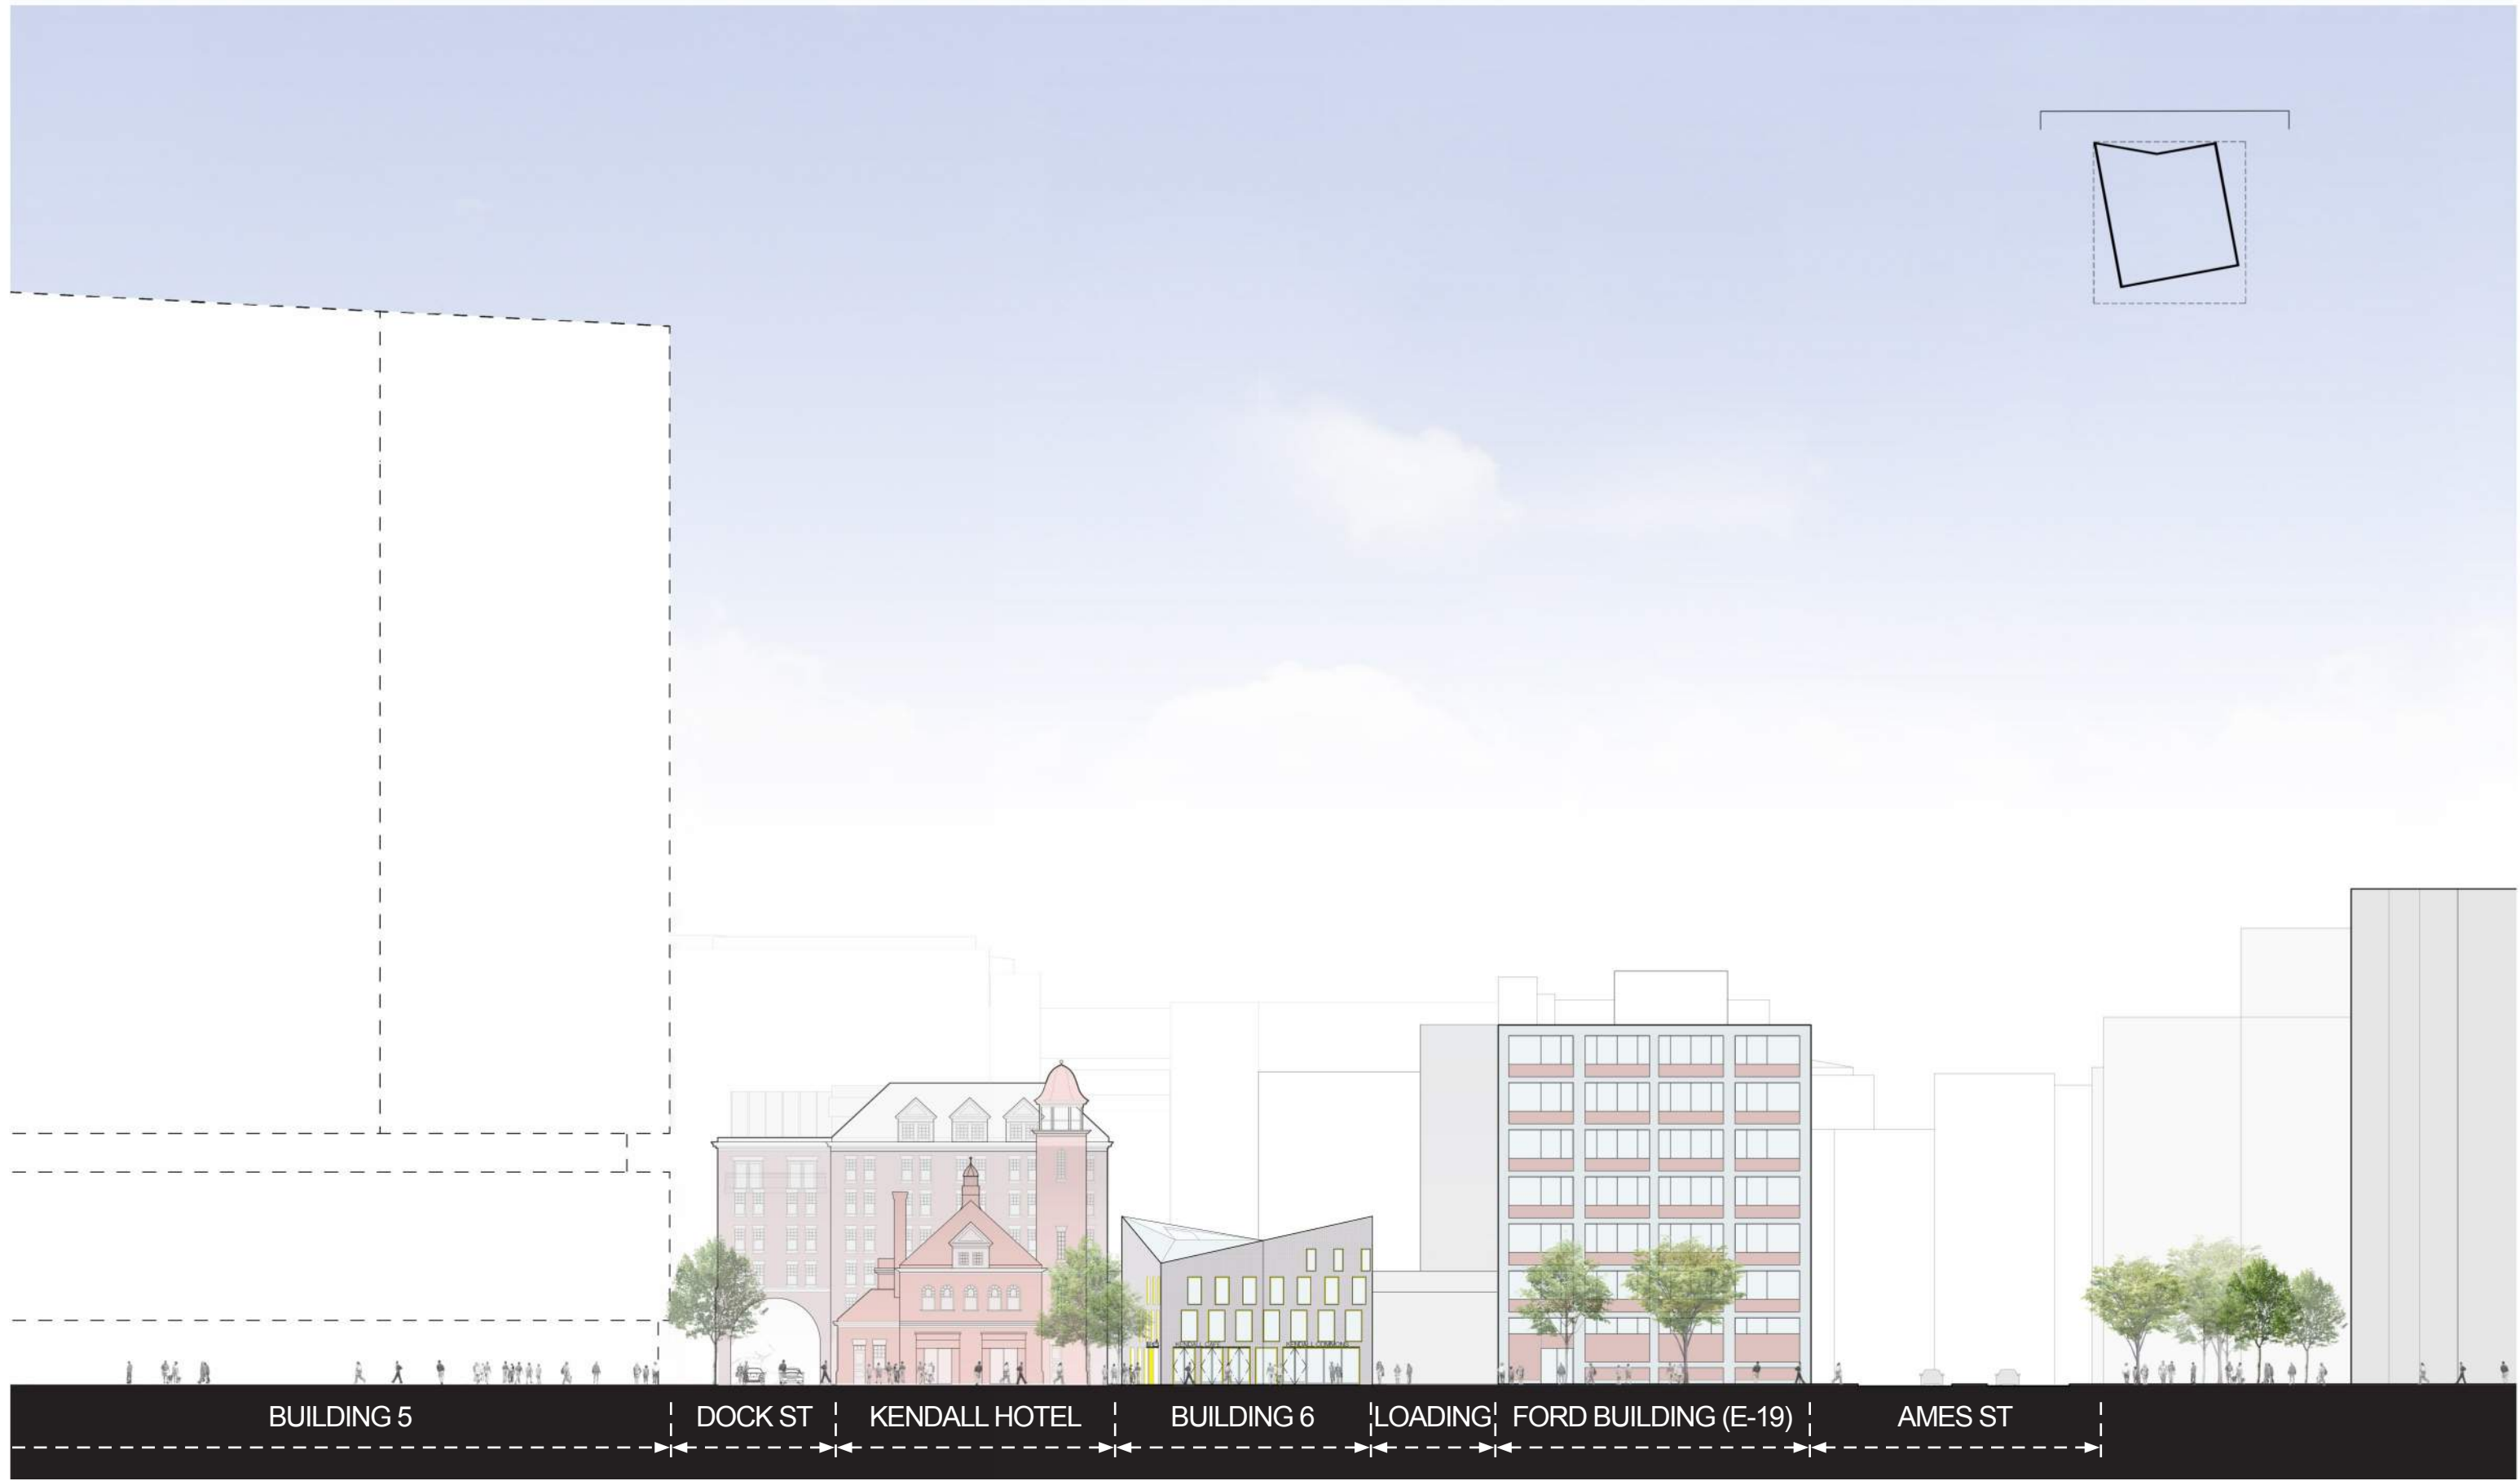 BUILDING 5
DOCK ST
KENDALL HOTEL
BUILDING 6
LOADING
FORD BUILDING (E-19)
AMES ST